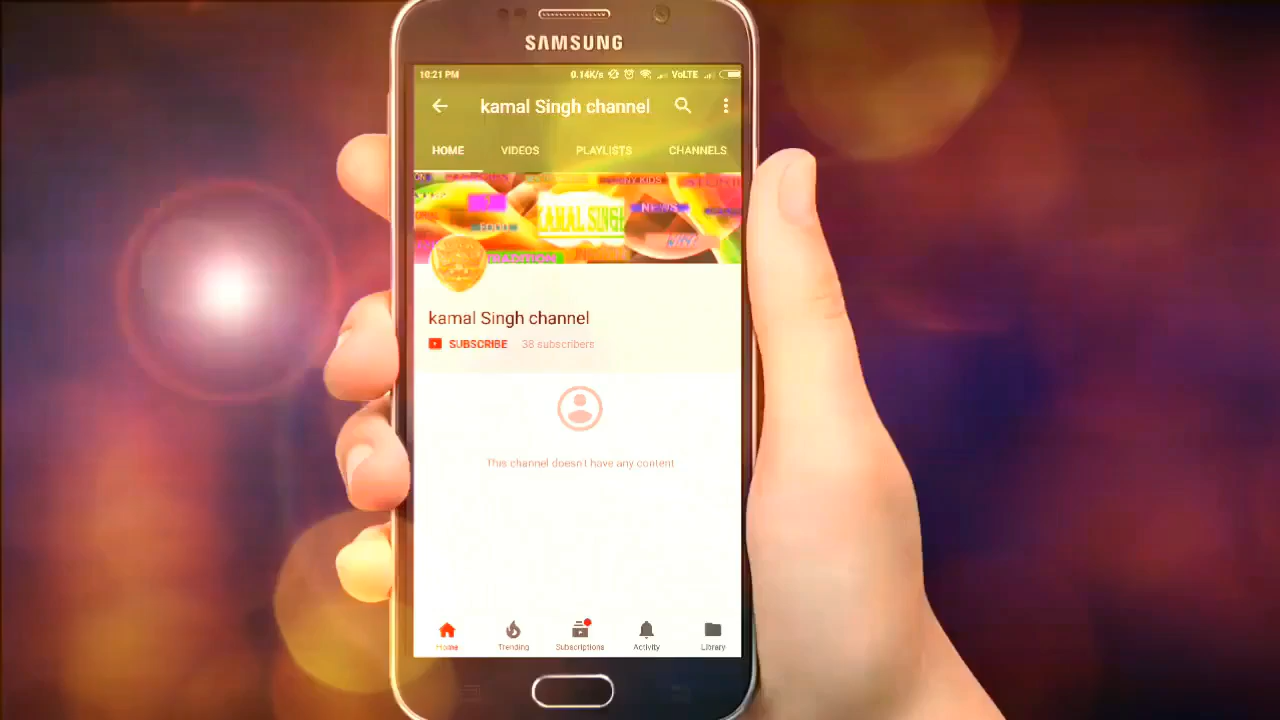 SAMSUNG
10:21 PM 0.14K/s VoLTE
kamal Singh channel
HOME VIDEOS PLAYLISTS CHANNELS
NEWS
FOOD
KAMAL SINGH
kamal Singh channel
SUBSCRIBE 38 subscribers
This channel doesn't have any content
Home Trending Subscriptions Activity Library